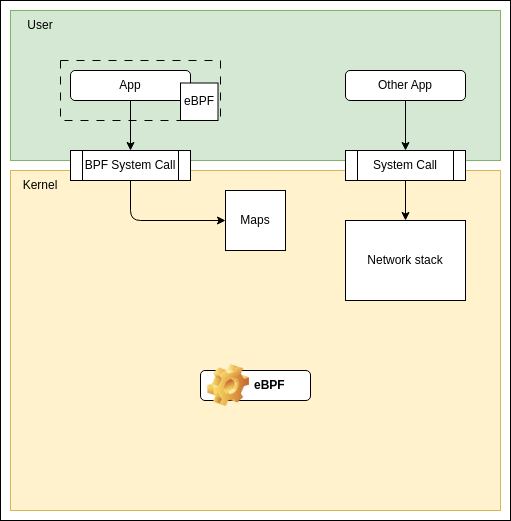 User
App
Other App
eBPF
BPF System Call
System Call
Kernel
Maps
Network stack
eBPF